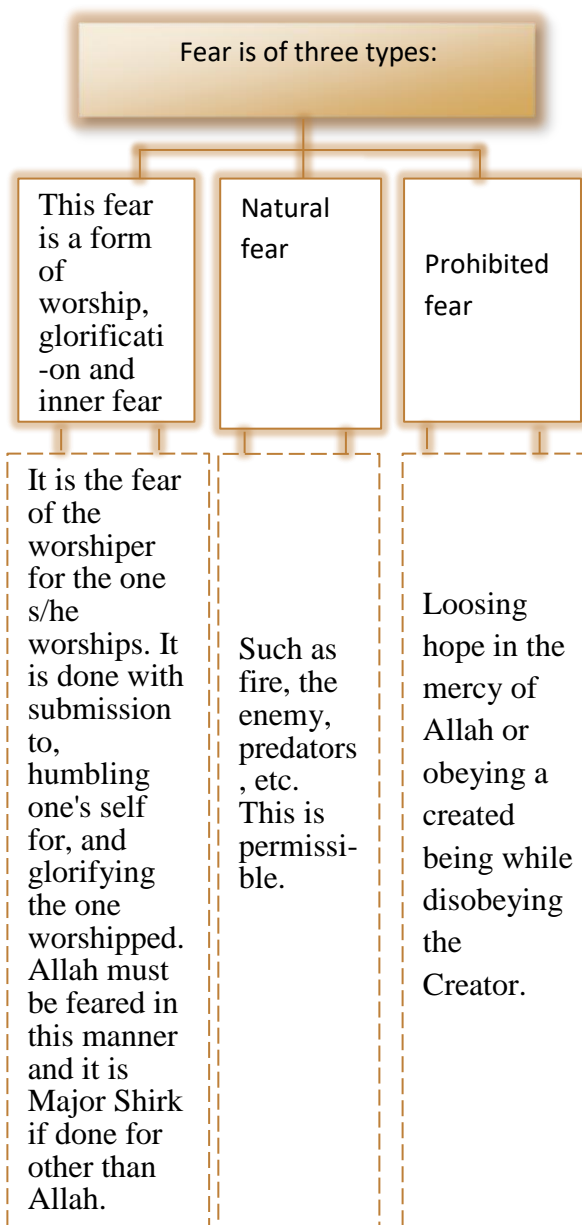 Fear is of three types:
This fear
is a form
of
worship,
glorificati
-on and
inner fear
Natural
fear
Prohibited
fear
It is the fear
of the
worshiper
for the one
s/he
worships. It
is done with
submission
to,
humbling
one's self
for, and
glorifying
the one
worshipped.
Allah must
be feared in
this manner
and it is
Major Shirk
if done for
other than
Allah.
Such as
fire, the
enemy,
predators
, etc.
This is
permissi-
ble.
Loosing
hope in the
mercy of
Allah or
obeying a
created
being while
disobeying
the
Creator.